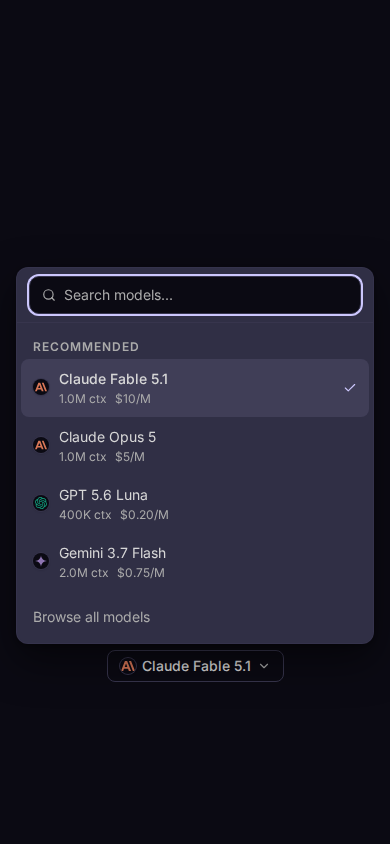 Search models...
RECOMMENDED
Claude Fable 5.1
1.0M ctx $10/M
Claude Opus 5
1.0M ctx $5/M
GPT 5.6 Luna
400K ctx $0.20/M
Gemini 3.7 Flash
2.0M ctx $0.75/M
Browse all models
Claude Fable 5.1